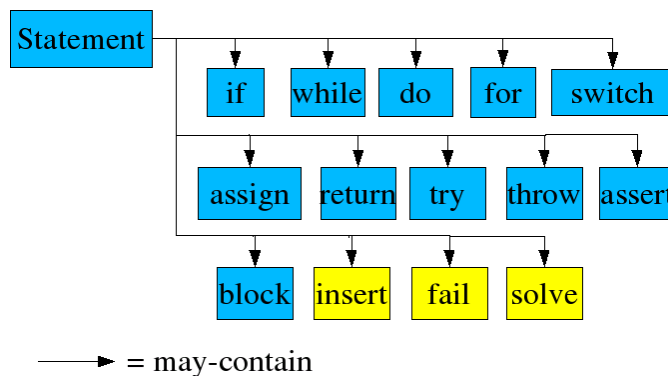 Statement
if while do for switch
assign return try throw assert
block insert fail solve
= may-contain